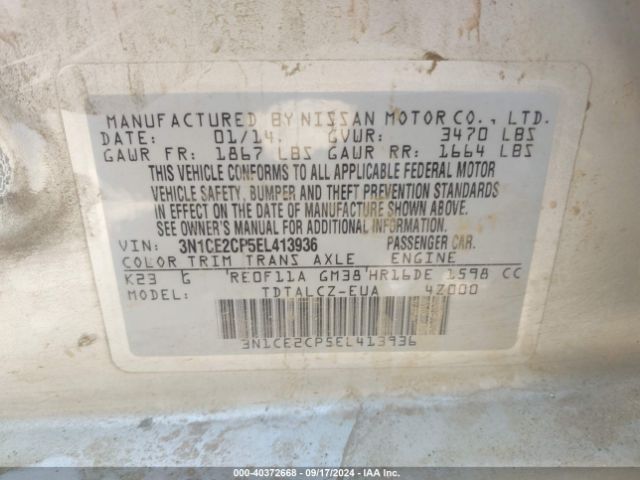 MANUFACTURED BY NISSAN MOTOR CO., LTD.
DATE: 01/14. GVWR: 3470 LBS
GAWR FR: 1867 LBS GAWR RR: 1664 LBS
THIS VEHICLE CONFORMS TO ALL APPLICABLE FEDERAL MOTOR
VEHICLE SAFETY, BUMPER AND THEFT PREVENTION STANDARDS
IN EFFECT ON THE DATE OF MANUFACTURE SHOWN ABOVE.
SEE OWNER'S MANUAL FOR ADDITIONAL INFORMATION.
VIN: 3N1CE2CP5EL413936 PASSENGER CAR.
COLOR TRIM TRANS AXLE ENGINE
K23 G RE0F11A GM38 HR16DE 1598 CC
MODEL: TDTALCZ-EUA 4Z000
3N1CE2CP5EL413936
000-40372668 - 09/17/2024 - IAA Inc.